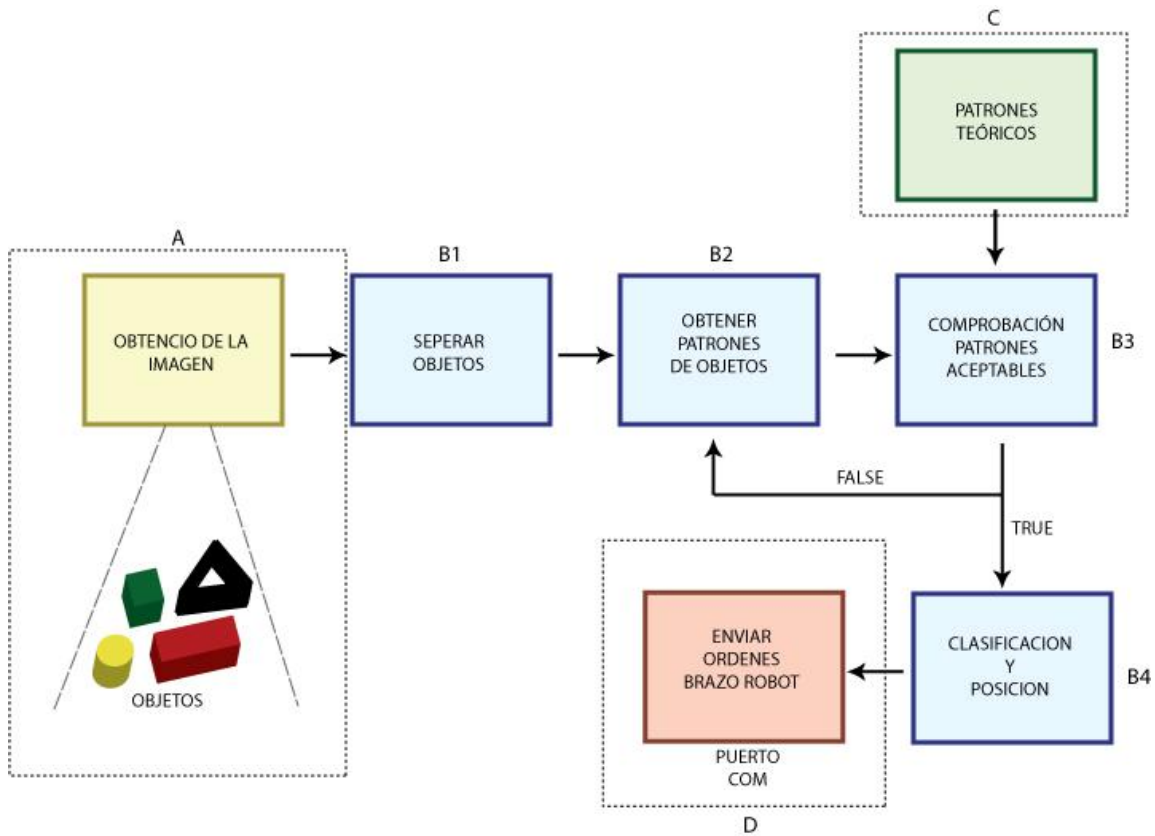 C
PATRONES
TEÓRICOS
A
B1
B2
OBTENCIO DE LA
IMAGEN
SEPERAR
OBJETOS
OBTENER
PATRONES
DE OBJETOS
COMPROBACIÓN
PATRONES
ACEPTABLES
B3
FALSE
TRUE
OBJETOS
ENVIAR
ORDENES
BRAZO ROBOT
CLASIFICACION
Y
POSICION
B4
PUERTO
COM
D